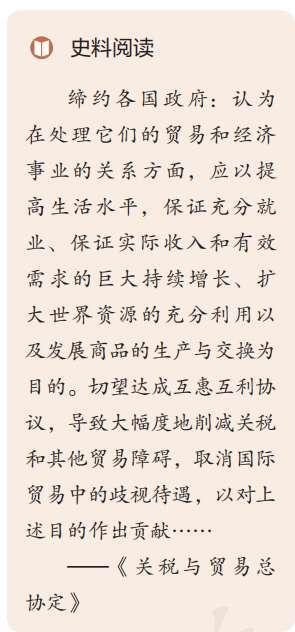 史料阅读
缔约各国政府：认为
在处理它们的贸易和经济
事业的关系方面，应以提
高生活水平，保证充分就
业、保证实际收入和有效
需求的巨大持续增长、扩
大世界资源的充分利用以
及发展商品的生产与交换为
目的。切望达成互惠互利协
议，导致大幅度地削减关税
和其他贸易障碍，取消国际
贸易中的歧视待遇，以对上
述目的作出贡献……
——《关税与贸易总
协定》